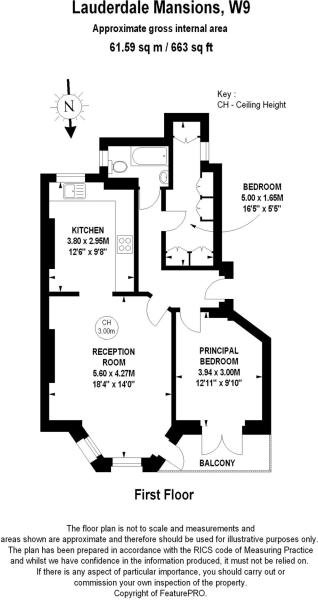 Lauderdale Mansions, W9
Approximate gross internal area
61.59 sq m / 663 sq ft
Key :
CH - Ceiling Height
N
BEDROOM
5.00 x 1.65M
16'5" x 5'5"
KITCHEN
3.80 x 2.95M
12'6" x 9'8"
CH
3.00m
RECEPTION
ROOM
5.60 x 4.27M
18'4" x 14'0"
PRINCIPAL
BEDROOM
3.94 x 3.00M
12'11" x 9'10"
BALCONY
First Floor
The floor plan is not to scale and measurements and
areas shown are approximate and therefore should be used for illustrative purposes only.
The plan has been prepared in accordance with the RICS code of Measuring Practice
and whilst we have confidence in the information produced, it must not be relied on.
If there is any aspect of particular importance, you should carry out or
commission your own inspection of the property.
Copyright of FeaturePRO.